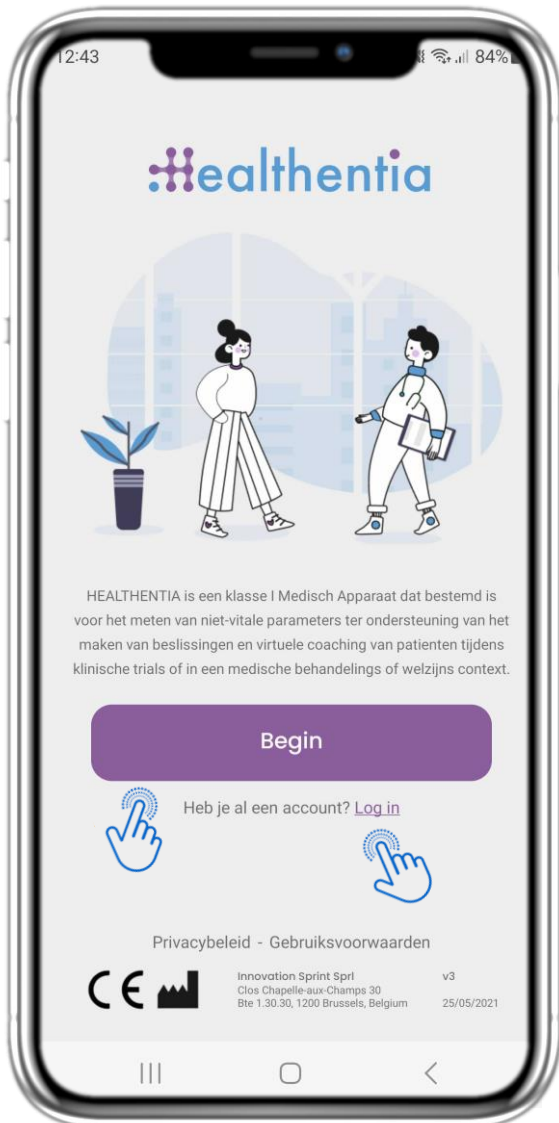 12:43
84%
Healthentia
HEALTHENTIA is een klasse I Medisch Apparaat dat bestemd is
voor het meten van niet-vitale parameters ter ondersteuning van het
maken van beslissingen en virtuele coaching van patienten tijdens
klinische trials of in een medische behandelings of welzijns context.
Begin
Heb je al een account? Log in
Privacybeleid - Gebruiksvoorwaarden
CE
Innovation Sprint Sprl
Clos Chapelle-aux-Champs 30
Bte 1.30.30, 1200 Brussels, Belgium
v3
25/05/2021